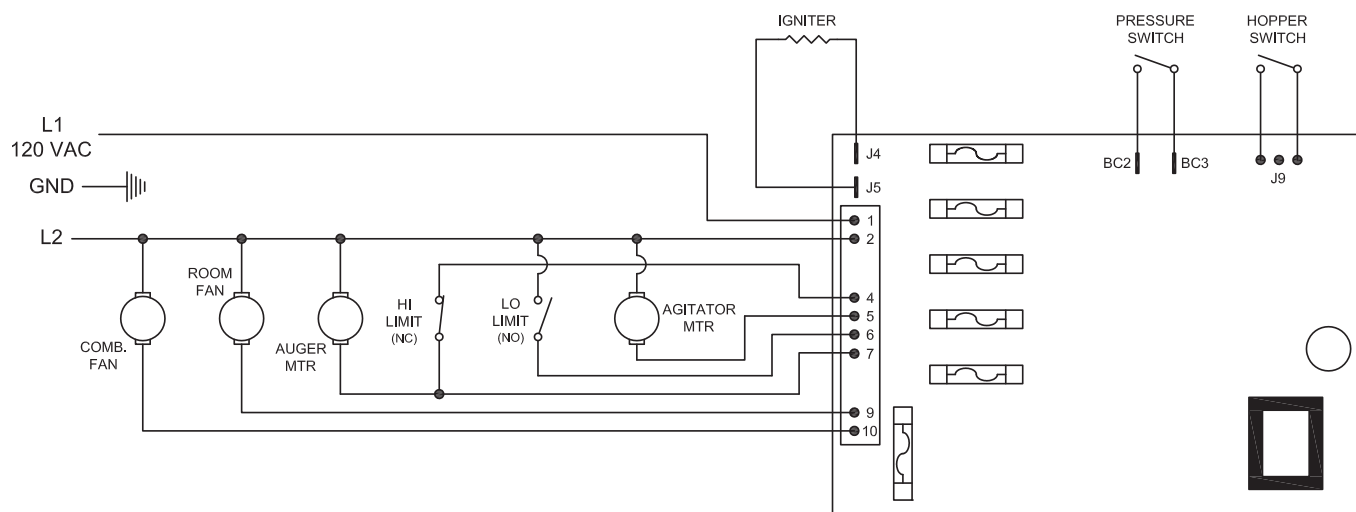 IGNITER
PRESSURE
SWITCH
HOPPER
SWITCH
L1
120 VAC
GND
L2
J4
J5
BC2
BC3
J9
1
2
4
5
6
7
9
10
ROOM
FAN
COMB.
FAN
AUGER
MTR
HI
LIMIT
(NC)
LO
LIMIT
(NO)
AGITATOR
MTR